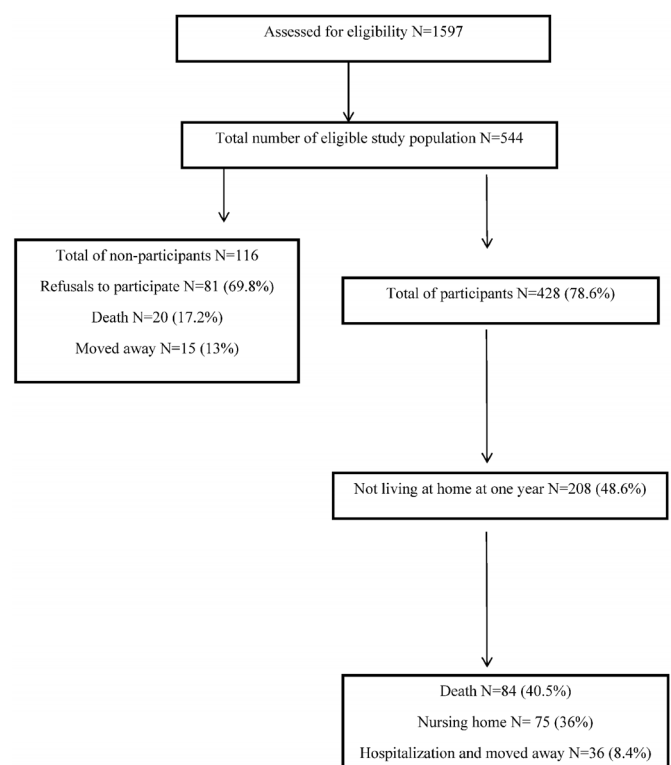 Assessed for eligibility N=1597
Total number of eligible study population N=544
Total of non-participants N=116
Refusals to participate N=81 (69.8%)
Death N=20 (17.2%)
Moved away N=15 (13%)
Total of participants N=428 (78.6%)
Not living at home at one year N=208 (48.6%)
Death N=84 (40.5%)
Nursing home N= 75 (36%)
Hospitalization and moved away N=36 (8.4%)